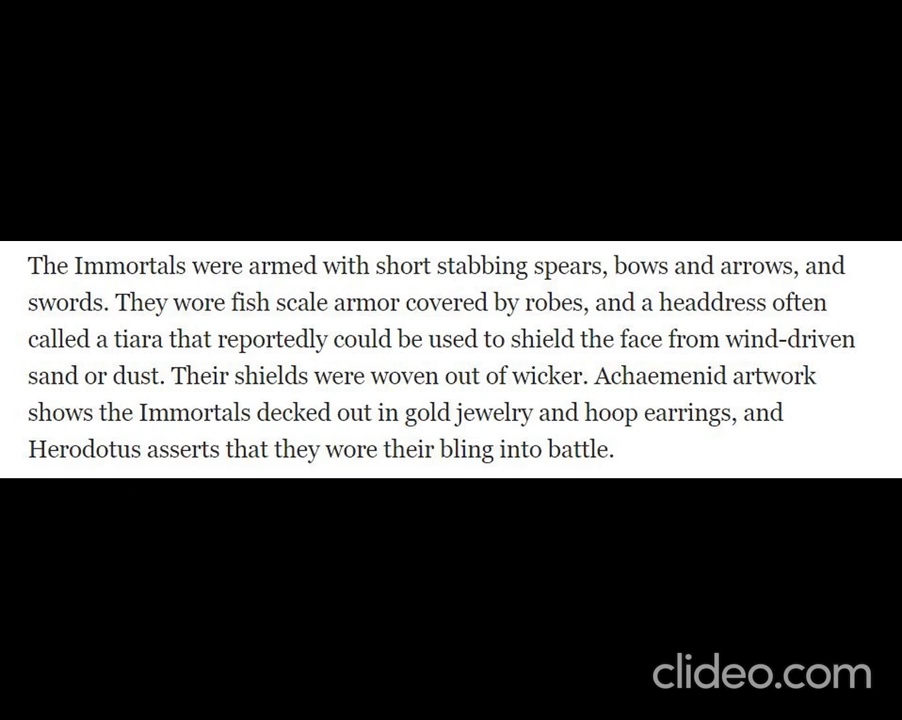 The Immortals were armed with short stabbing spears, bows and arrows, and
swords. They wore fish scale armor covered by robes, and a headdress often
called a tiara that reportedly could be used to shield the face from wind-driven
sand or dust. Their shields were woven out of wicker. Achaemenid artwork
shows the Immortals decked out in gold jewelry and hoop earrings, and
Herodotus asserts that they wore their bling into battle.
clideo.com